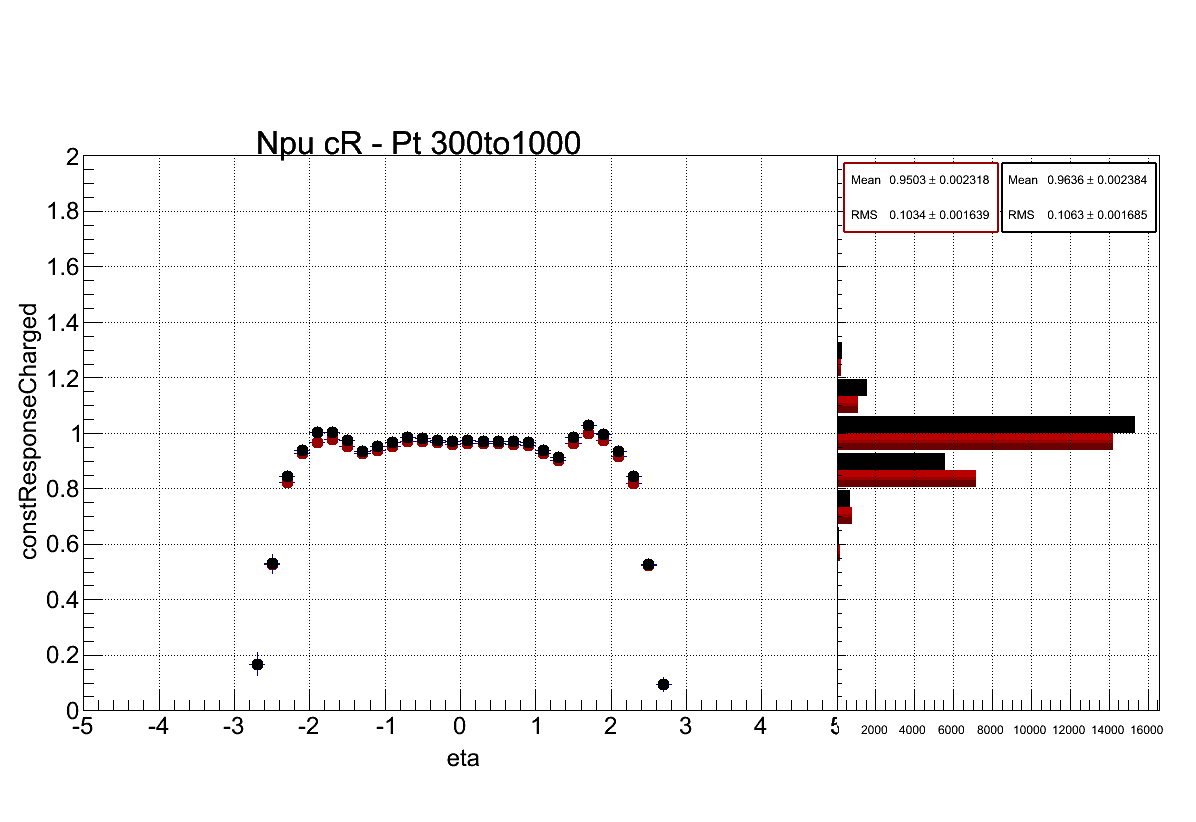 Npu cR - Pt 300to1000
Mean 0.9503 ± 0.002318
RMS 0.1034 ± 0.001639
Mean 0.9636 ± 0.002384
RMS 0.1063 ± 0.001685
constResponseCharged
2
1.8
1.6
1.4
1.2
1
0.8
0.6
0.4
0.2
0
-5 -4 -3 -2 -1 0 1 2 3 4 5
2000 4000 6000 8000 10000 12000 14000 16000
eta